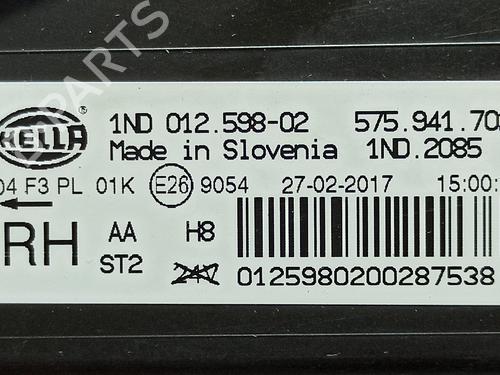 PARTS
HELLA ®
1ND 012.598-02
575.941.70
Made in Slovenia
1ND.2085
04 F3 PL 01K E26 9054 27-02-2017 15:00:
RH
AA
H8
ST2
0125980200287538